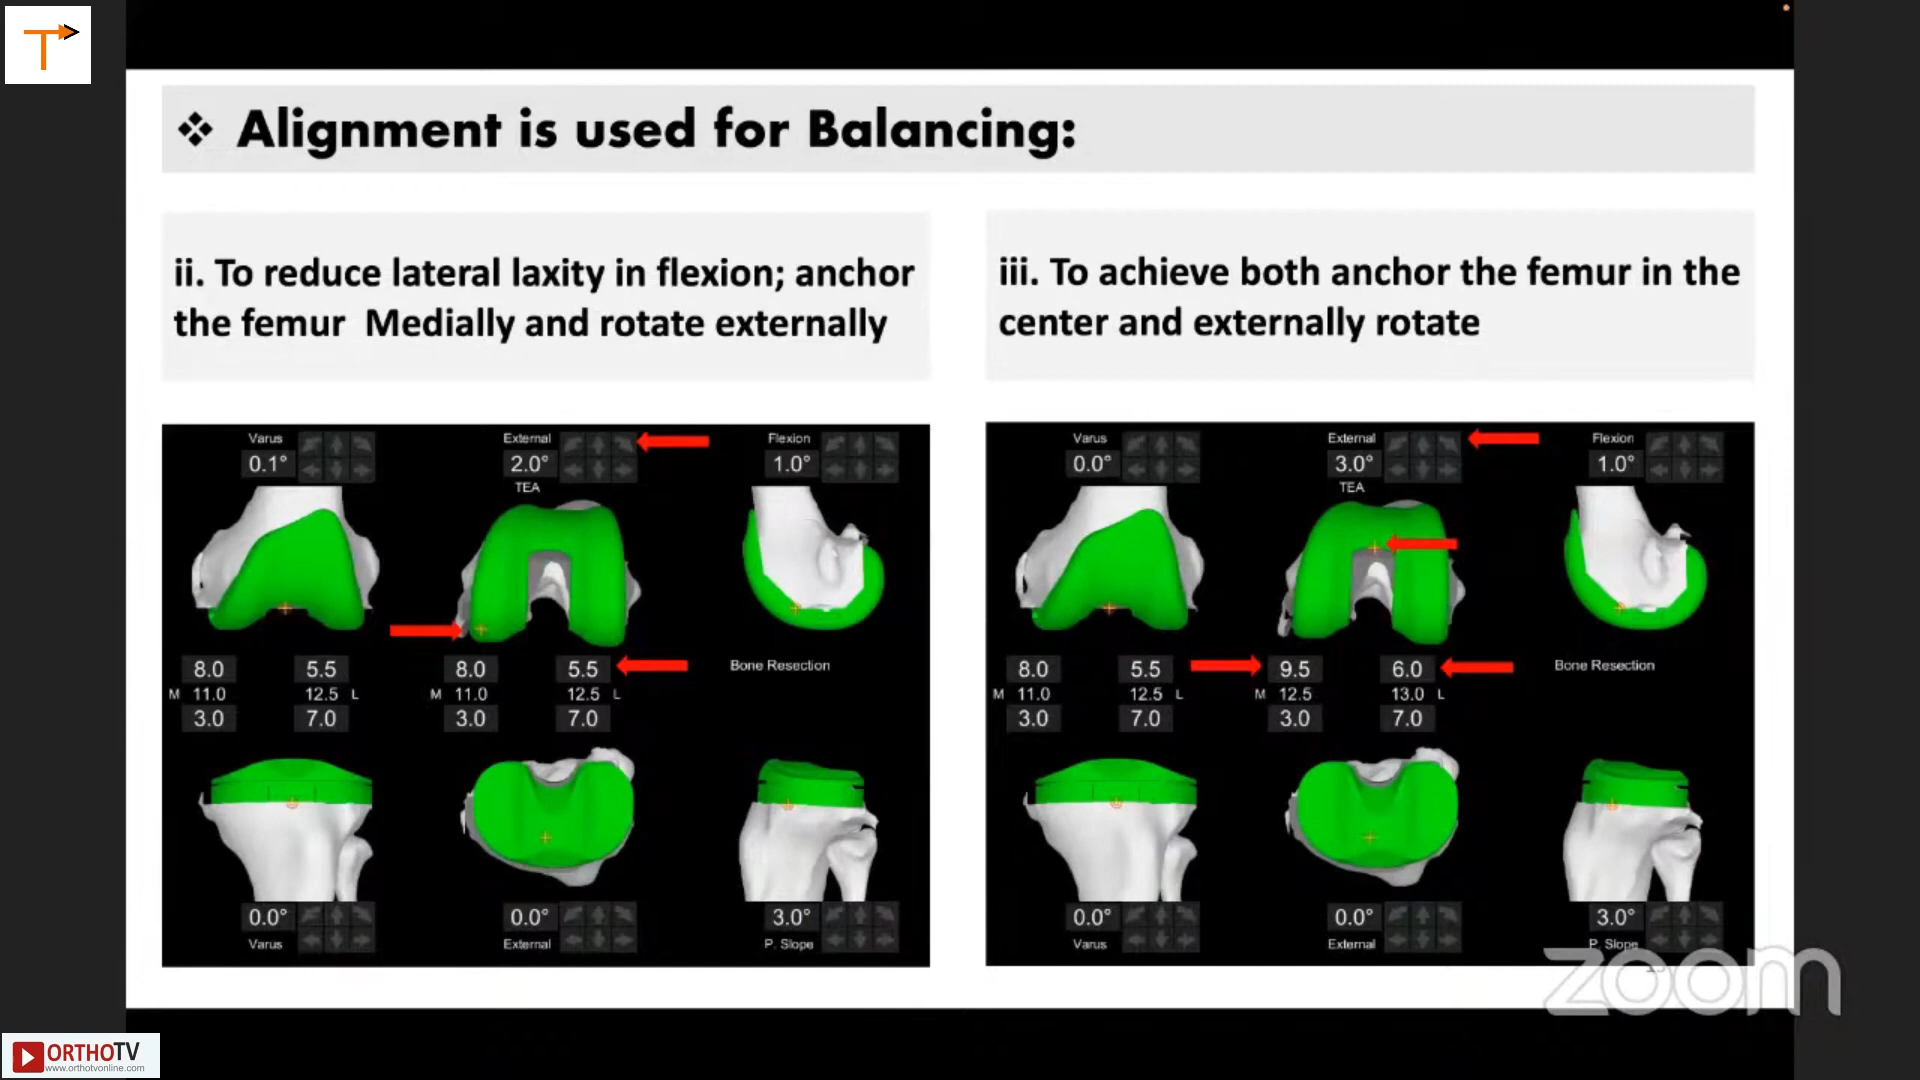 T
❖ Alignment is used for Balancing:
ii. To reduce lateral laxity in flexion; anchor
the femur Medially and rotate externally
Varus External Flexion
0.1° 2.0° 1.0°
TEA
8.0 5.5 8.0 5.5 Bone Resection
M 11.0 12.5 L M 11.0 12.5 L
3.0 7.0 3.0 7.0
0.0° 0.0° 3.0°
Varus External P. Slope
iii. To achieve both anchor the femur in the
center and externally rotate
Varus External Flexion
0.0° 3.0° 1.0°
TEA
8.0 5.5 9.5 6.0 Bone Resection
M 11.0 12.5 L M 12.5 13.0 L
3.0 7.0 3.0 7.0
0.0° 0.0° 3.0°
Varus External P. Slope
zoom
ORTHOTV
www.orthotvonline.com